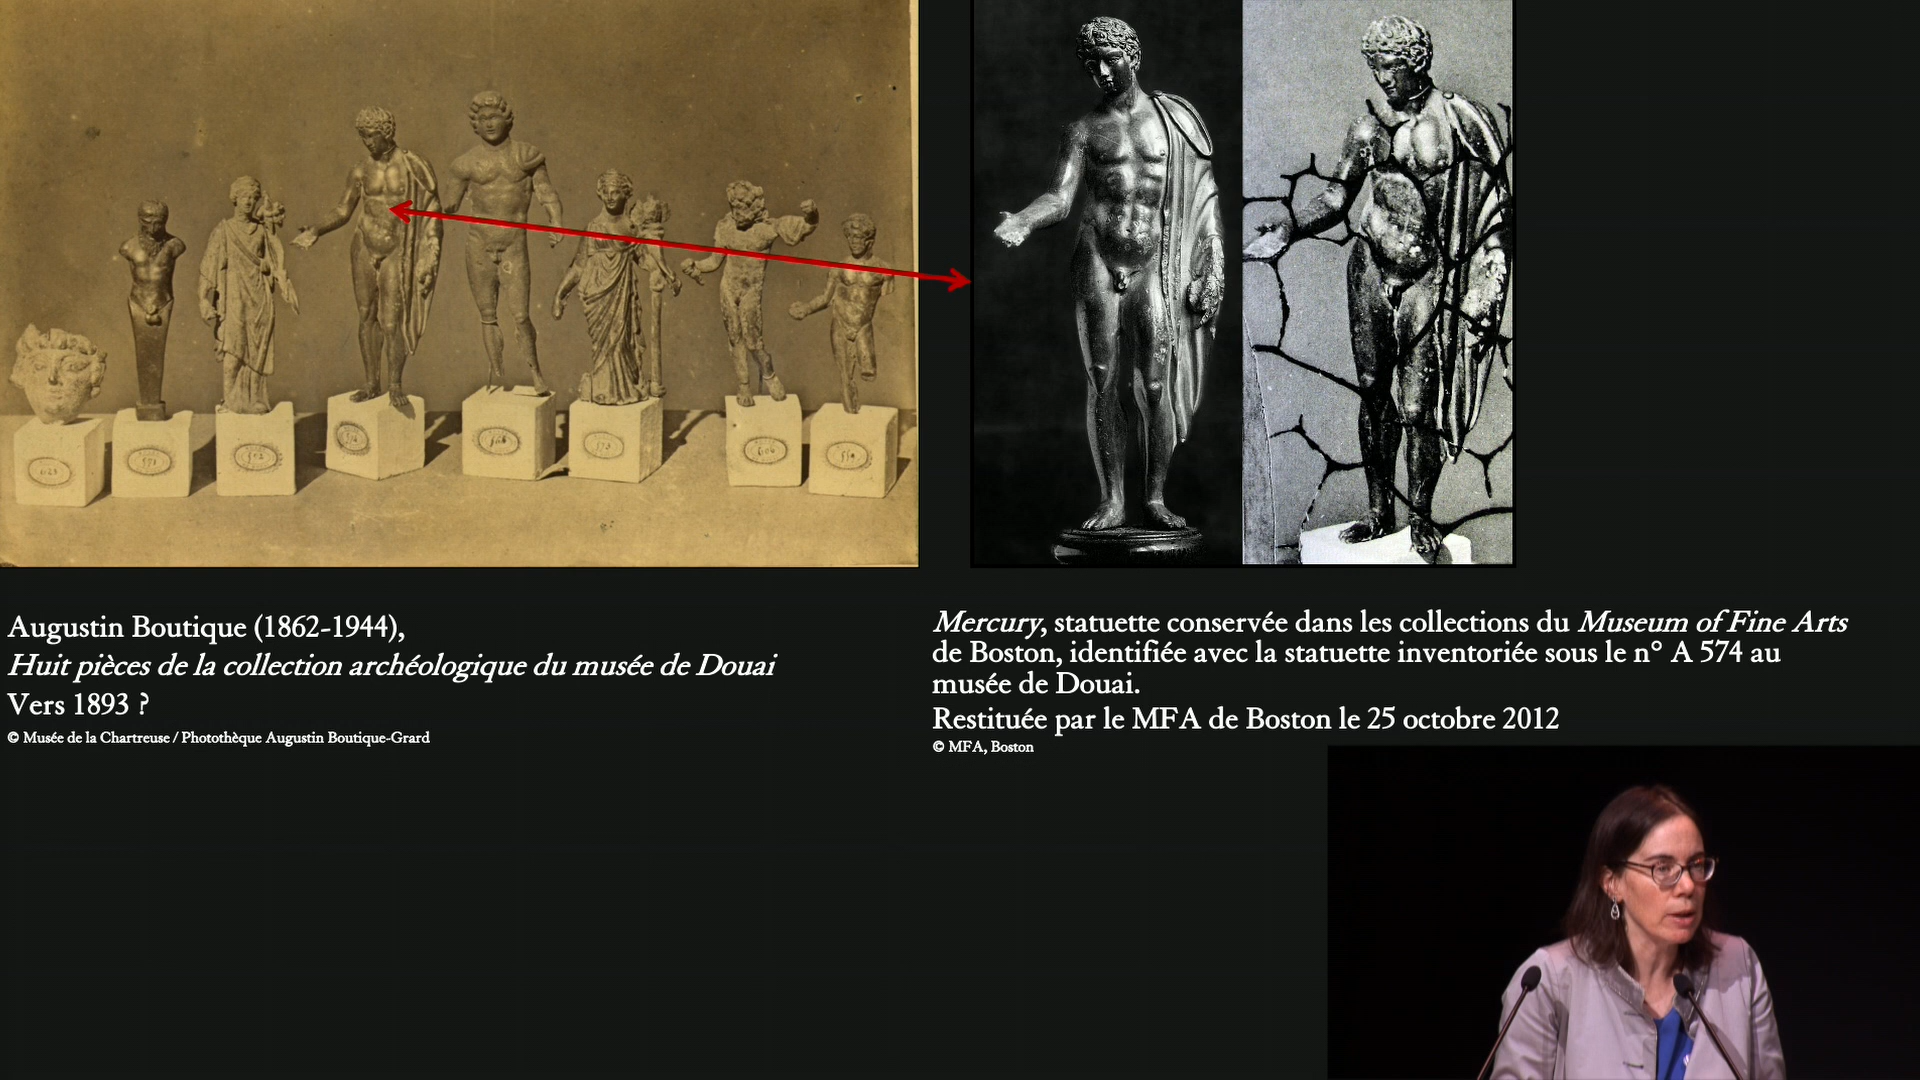 Augustin Boutique (1862-1944),
Huit pièces de la collection archéologique du musée de Douai
Vers 1893 ?
© Musée de la Chartreuse / Photothèque Augustin Boutique-Grard
Mercury, statuette conservée dans les collections du Museum of Fine Arts
de Boston, identifiée avec la statuette inventoriée sous le n° A 574 au
musée de Douai.
Restituée par le MFA de Boston le 25 octobre 2012
© MFA, Boston